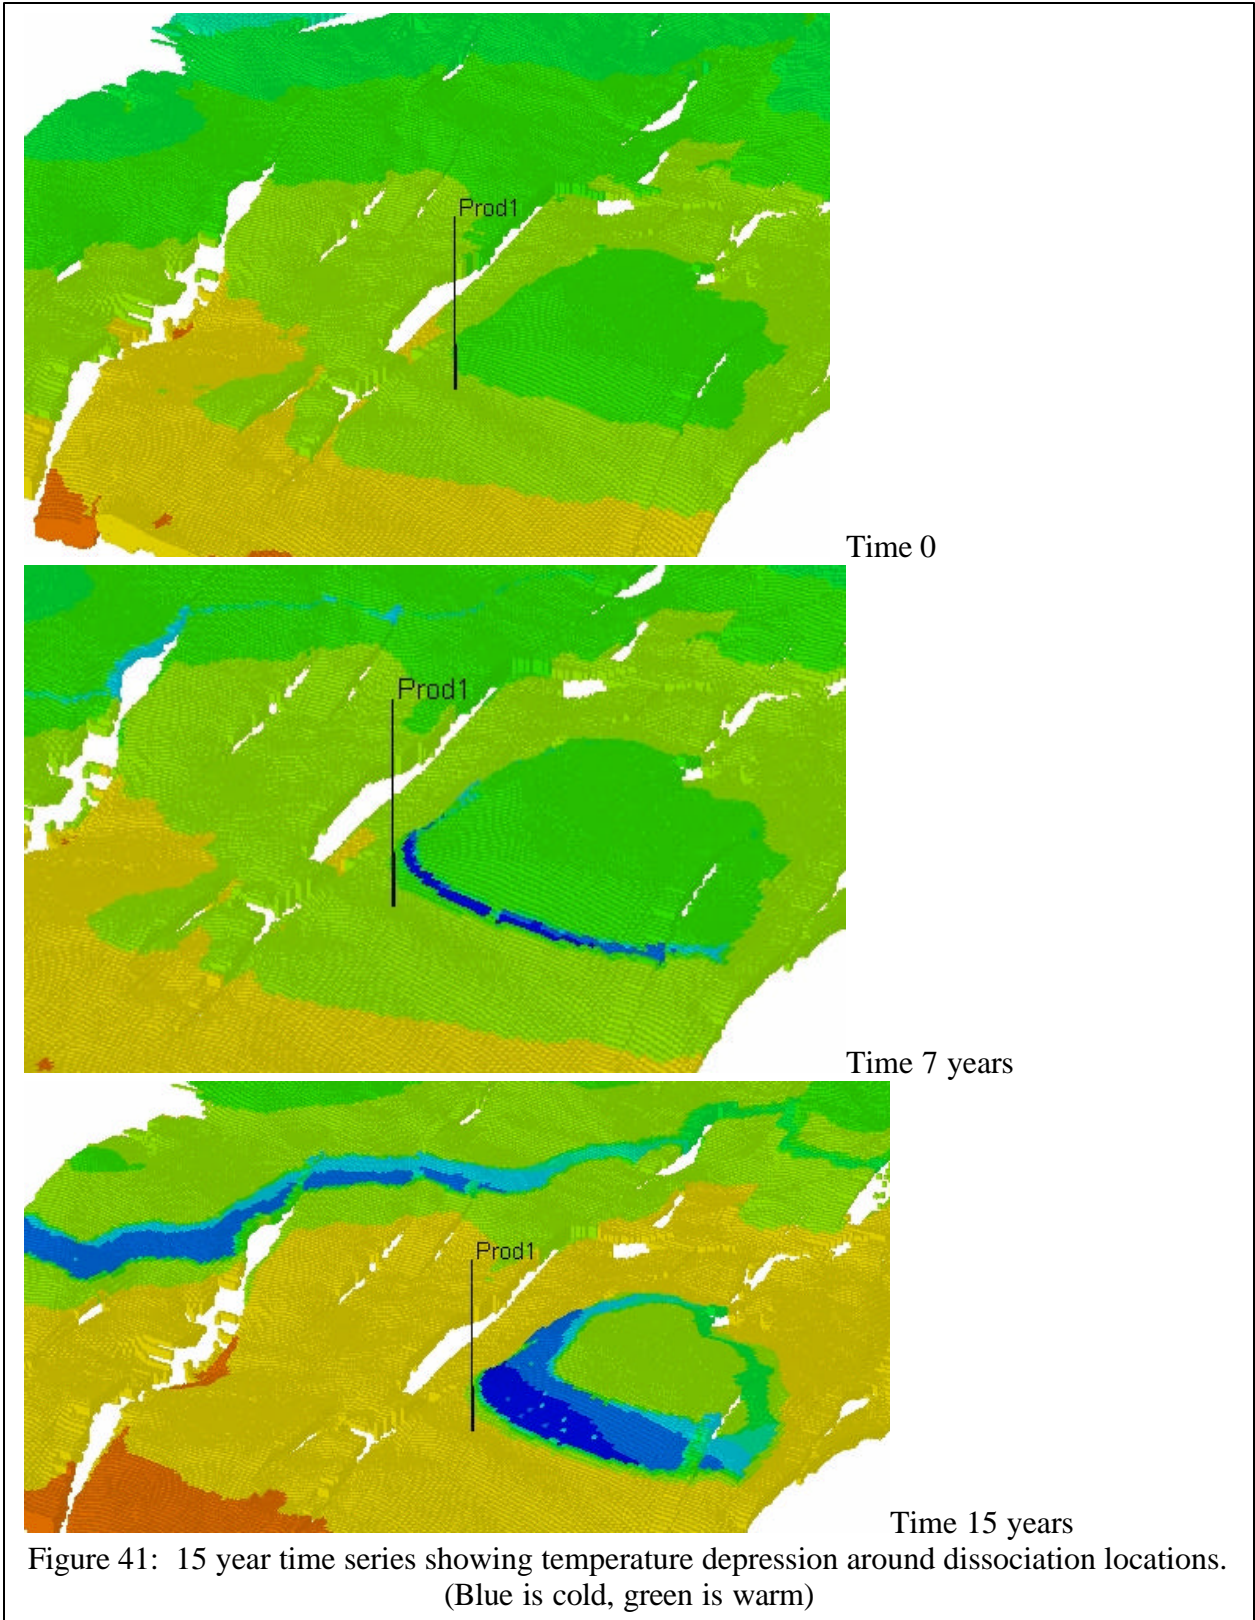 Prod1
Time 0
Prod1
Time 7 years
Prod1
Time 15 years
Figure 41: 15 year time series showing temperature depression around dissociation locations.
(Blue is cold, green is warm)